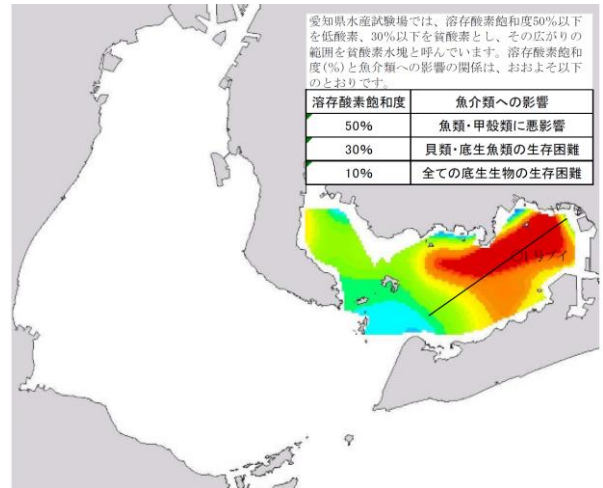 愛知県水産試験場では、溶存酸素飽和度50%以下
を低酸素、30%以下を貧酸素とし、その広がりの
範囲を貧酸素水塊と呼んでいます。溶存酸素飽和
度(%)と魚介類への影響の関係は、おおよそ以下
のとおりです。
溶存酸素飽和度 魚介類への影響
50% 魚類・甲殻類に悪影響
30% 貝類・底生魚類の生存困難
10% 全ての底生生物の生存困難
1号ブイ